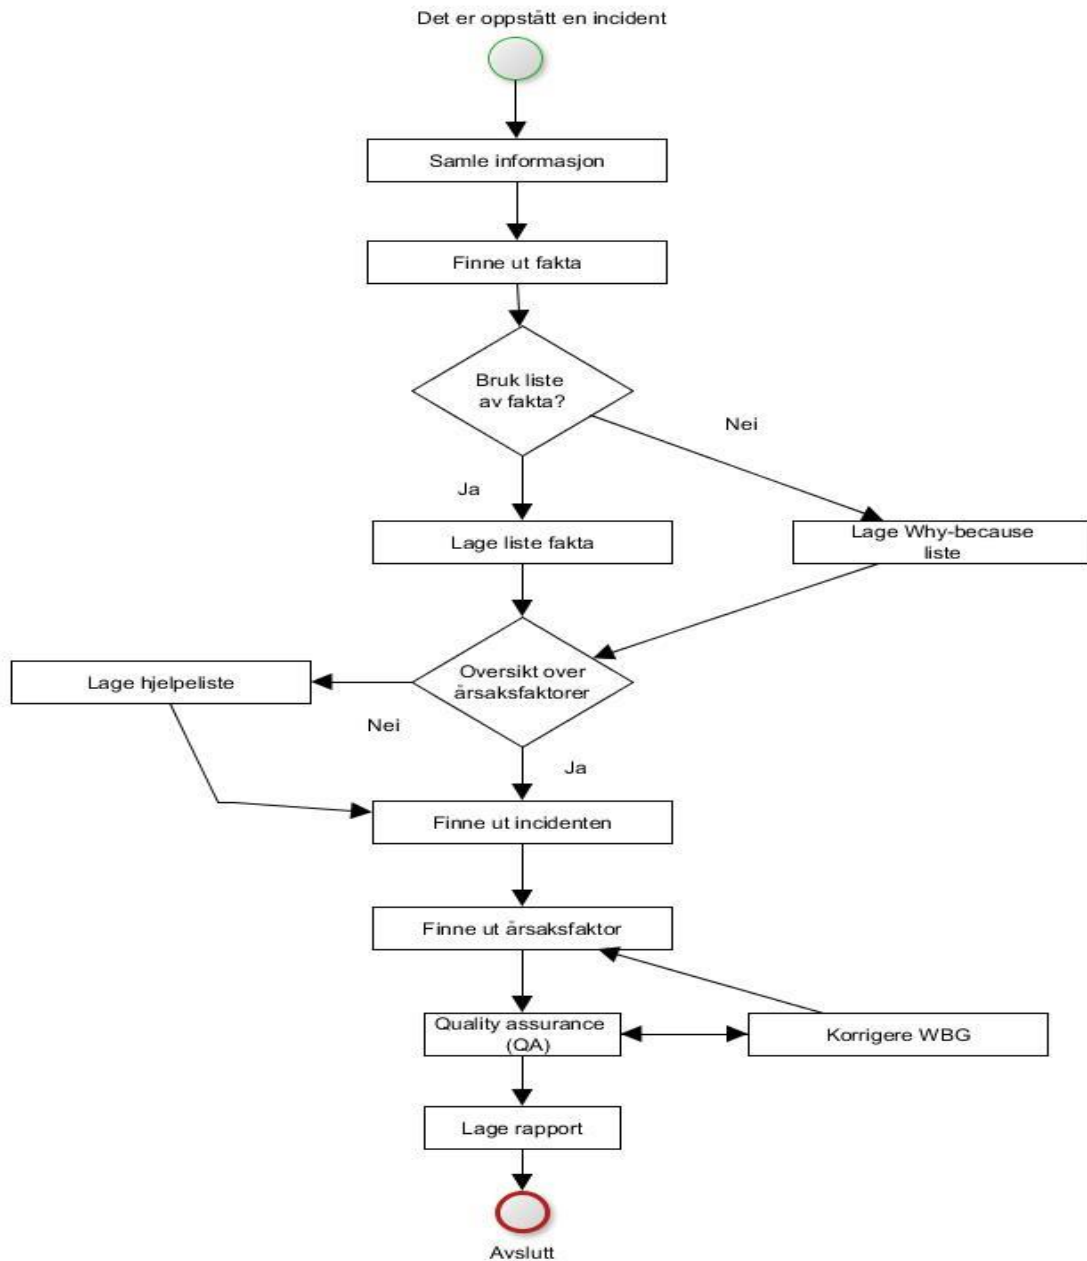 Det er oppstått en incident
Samle informasjon
Finne ut fakta
Bruk liste
av fakta?
Nei
Ja
Lage liste fakta
Lage Why-because
liste
Oversikt over
årsaksfaktorer
Lage hjelpeliste
Nei
Ja
Finne ut incidenten
Finne ut årsaksfaktor
Quality assurance
(QA)
Korrigere WBG
Lage rapport
Avslutt